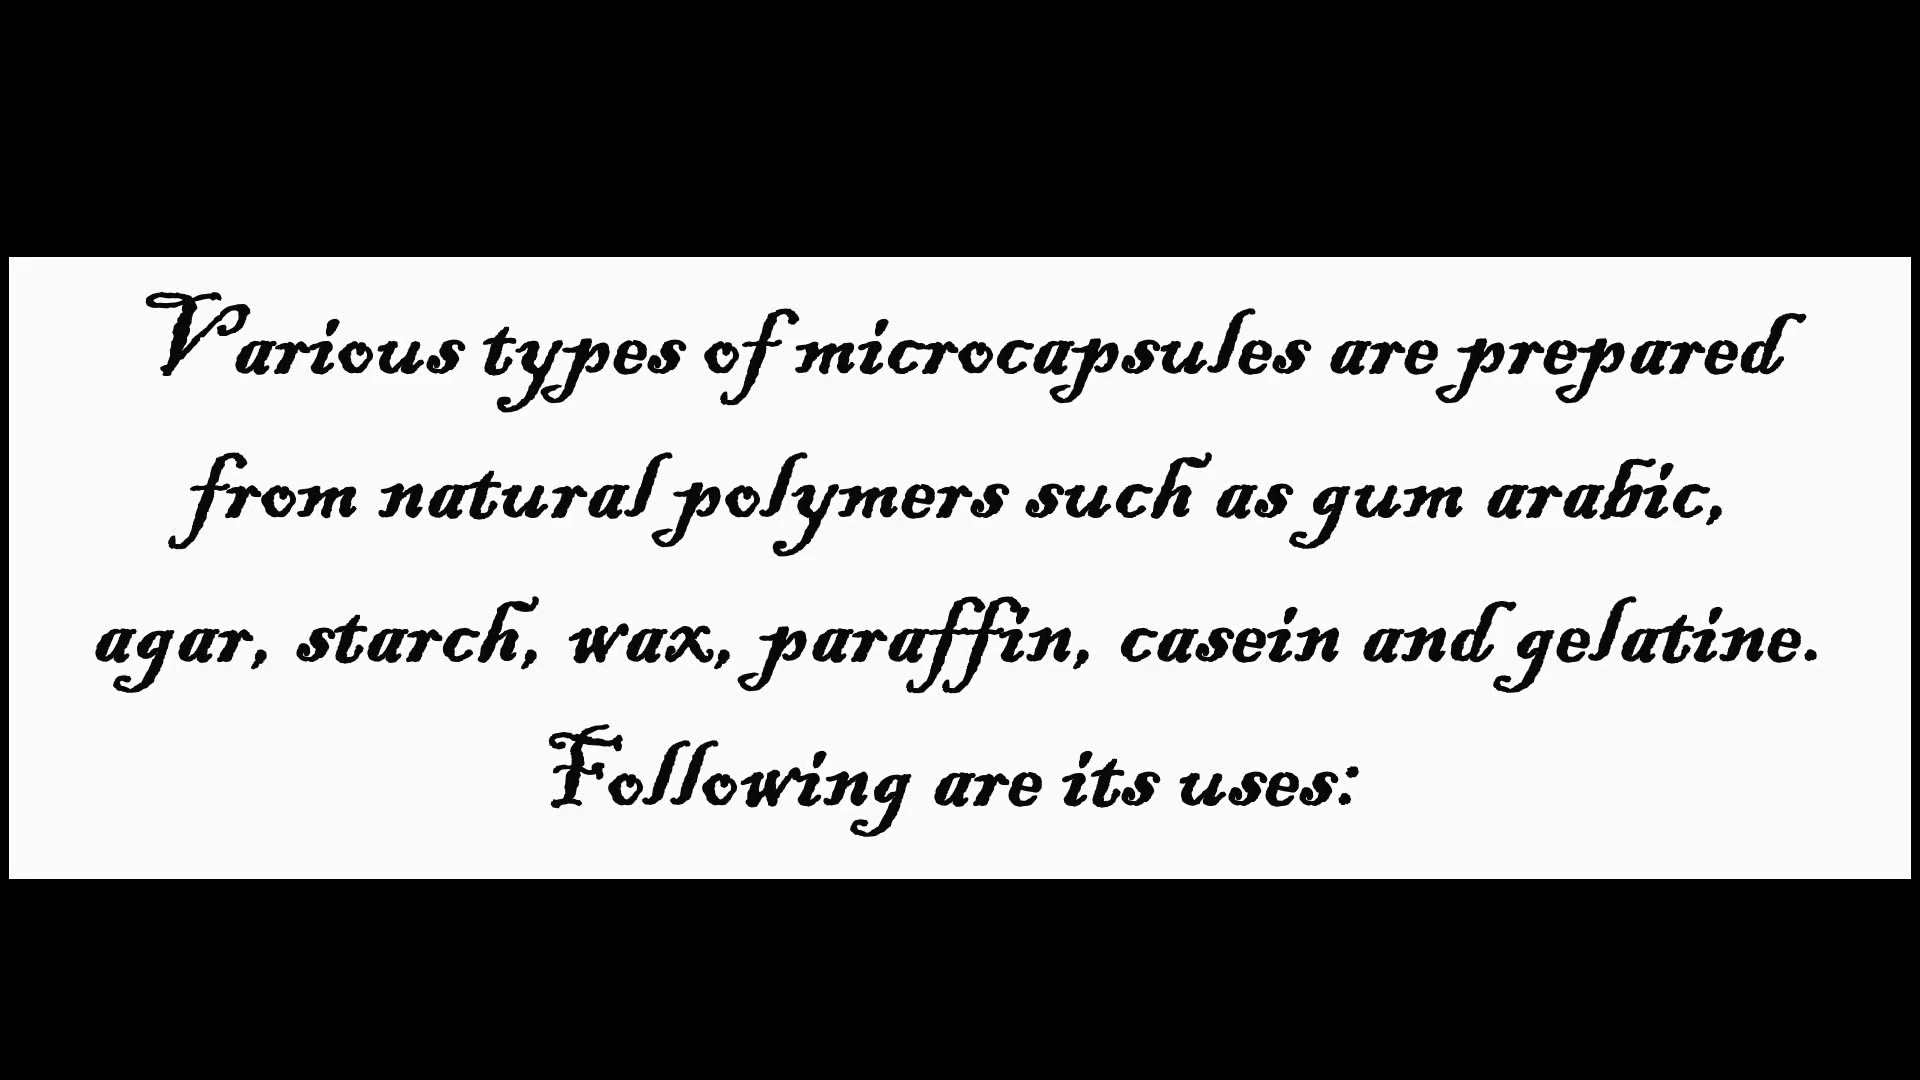 Various types of microcapsules are prepared
from natural polymers such as gum arabic,
agar, starch, wax, paraffin, casein and gelatine.
Following are its uses: